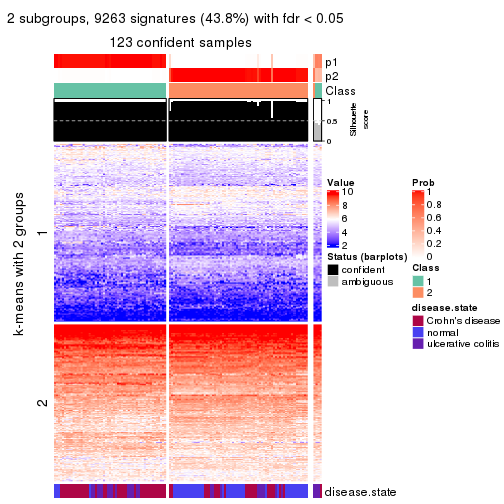 2 subgroups, 9263 signatures (43.8%) with fdr < 0.05
123 confident samples
p1
p2
Class
1
0.5
0
Silhouette
score
k-means with 2 groups
1
2
Value
10
8
6
4
2
Status (barplots)
confident
ambiguous
Prob
1
0.8
0.6
0.4
0.2
0
Class
1
2
disease.state
Crohn's disease
normal
ulcerative colitis
disease.state